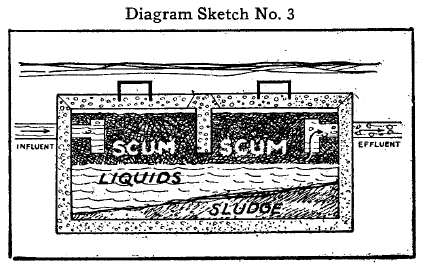 Diagram Sketch No. 3
SCUM SCUM
INFLUENT EFFLUENT
LIQUIDS
SLUDGE